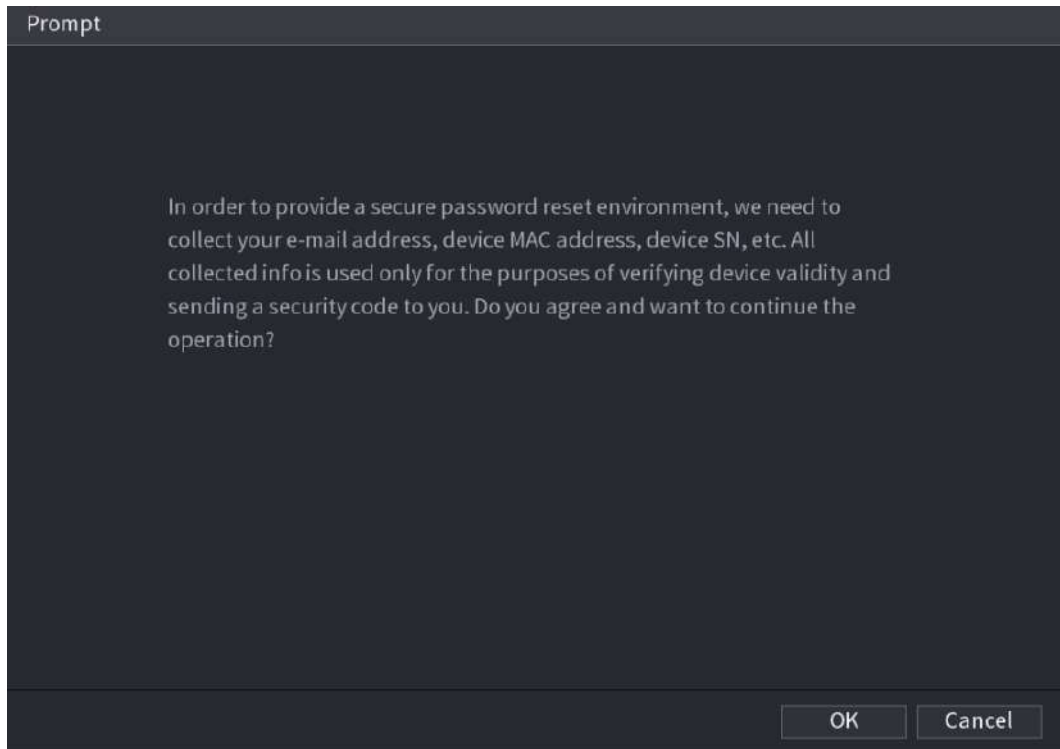 Prompt
In order to provide a secure password reset environment, we need to
collect your e-mail address, device MAC address, device SN, etc. All
collected info is used only for the purposes of verifying device validity and
sending a security code to you. Do you agree and want to continue the
operation?
OK
Cancel